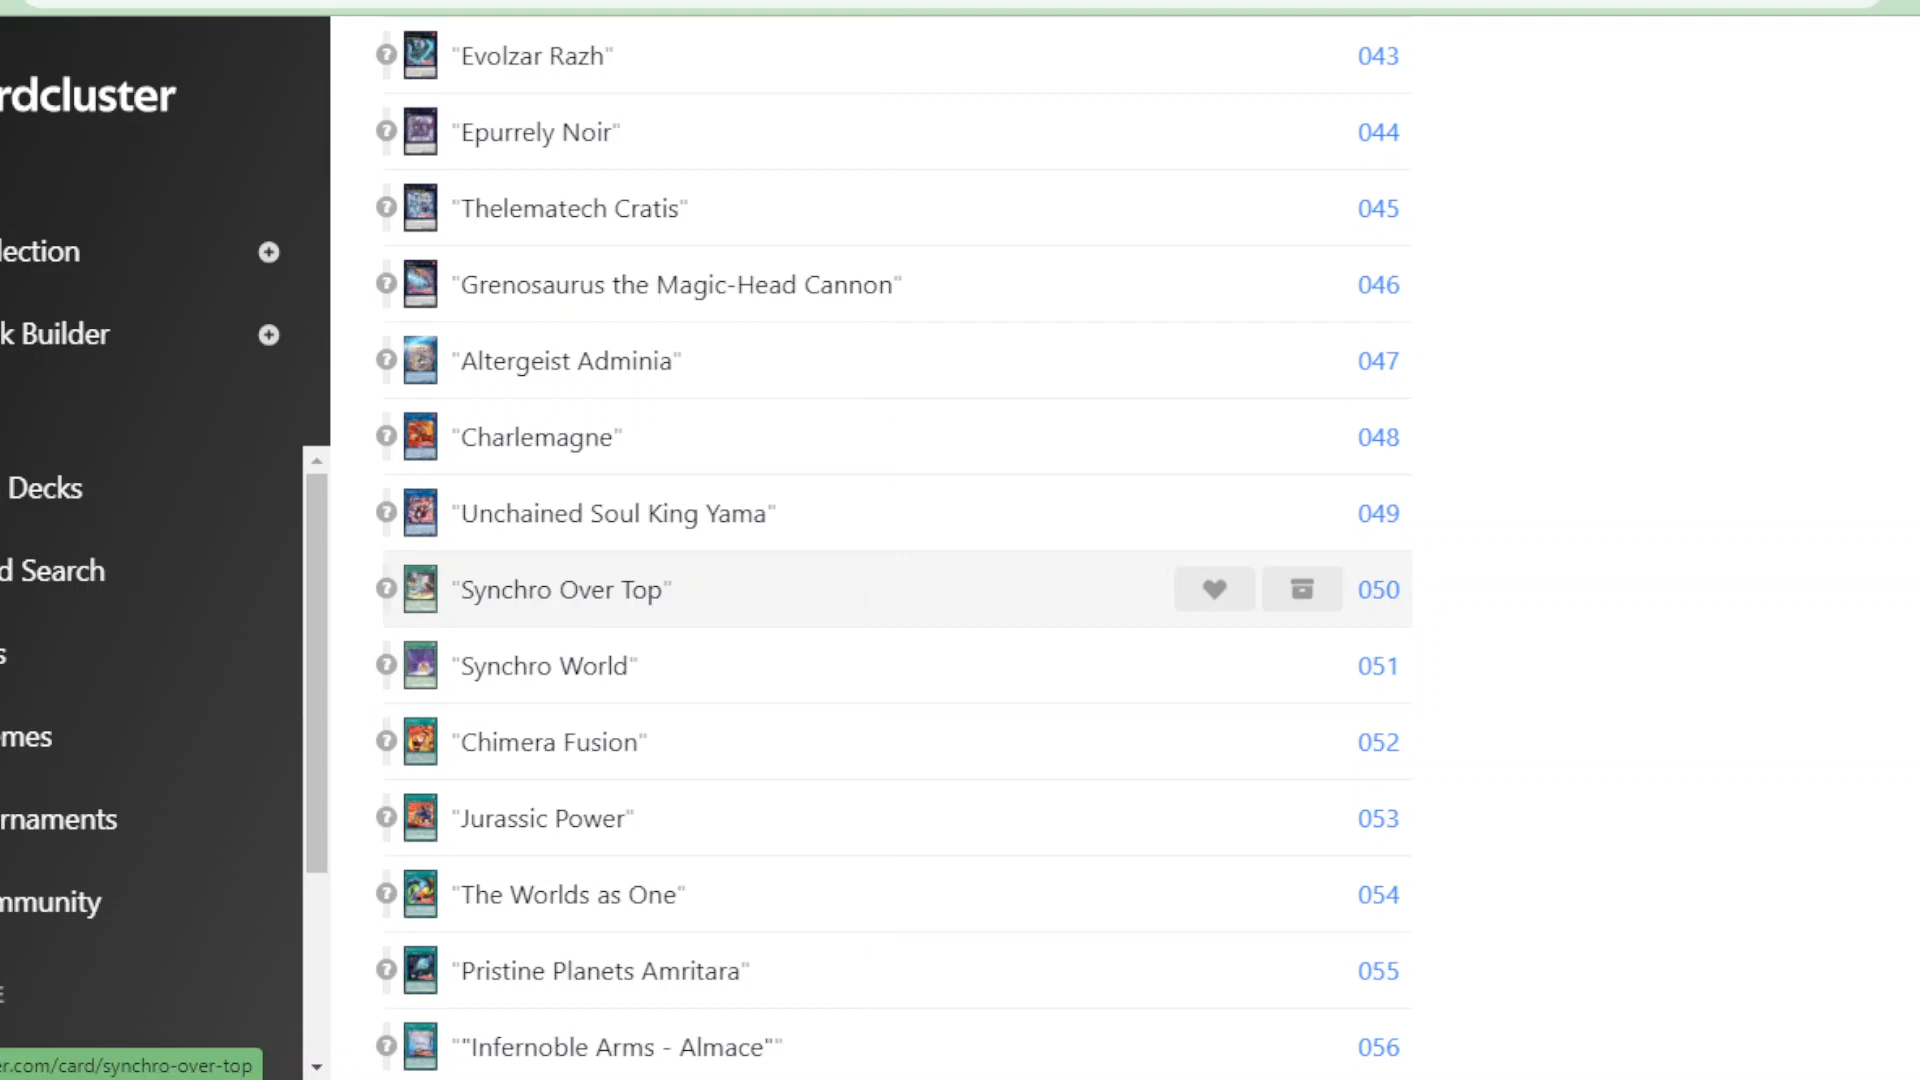 rdcluster
lection
k Builder
Decks
d Search
s
mes
rnaments
mmunity
E
er.com/card/synchro-over-top
"Evolzar Razh" 043
"Epurrely Noir" 044
"Thelematech Cratis" 045
"Grenosaurus the Magic-Head Cannon" 046
"Altergeist Adminia" 047
"Charlemagne" 048
"Unchained Soul King Yama" 049
"Synchro Over Top" 050
"Synchro World" 051
"Chimera Fusion" 052
"Jurassic Power" 053
"The Worlds as One" 054
"Pristine Planets Amritara" 055
""Infernoble Arms - Almace"" 056